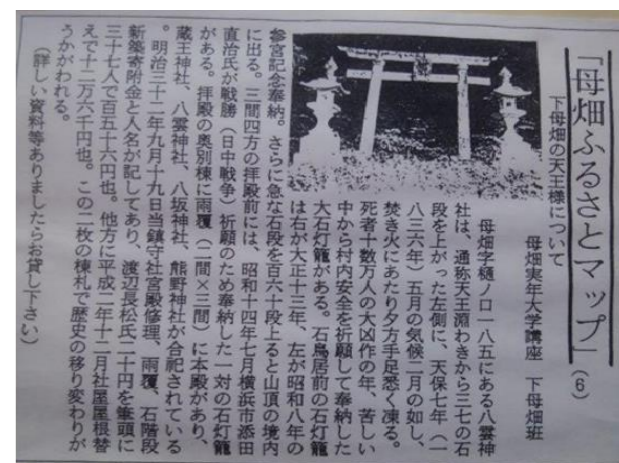 「母畑ふるさとマップ」(6)
下母畑の天王様について
母畑実年大学講座　下母畑班
母畑字樋ノ口一八五にある八雲神
社は、通称天王淵わきから三七の石
段を上がった左側に、天保七年（一
八三六年）五月の気候二月の如し、
焚き火にあたり夕方手足悉く凍る。
死者十数万人の大凶作の年、苦しい
中から村内安全を祈願して奉納した
大石灯籠がある。石鳥居前の石灯籠
は右が大正十三年、左が昭和八年の
参宮記念奉納。さらに急な石段を百六十段上ると山頂の境内
に出る。三間四方の拝殿前には、昭和十四年七月横浜市添田
直治氏が戦勝（日中戦争）祈願のため奉納した一対の石灯籠
がある。拝殿の奥別棟に雨覆（二間×三間）に本殿があり、
蔵王神社、八雲神社、八坂神社、熊野神社が合祀されている
。明治三十二年九月十九日当鎮守社宮殿修理、雨覆、石階段
新築寄附金と人名が記してあり、渡辺長松氏二十円を筆頭に
三十七人で百五十六円也。他方に平成二年十二月社屋屋根替
えで十二万六千円也。この二枚の棟札で歴史の移り変わりが
うかがわれる。
（詳しい資料等ありましたらお貸し下さい）